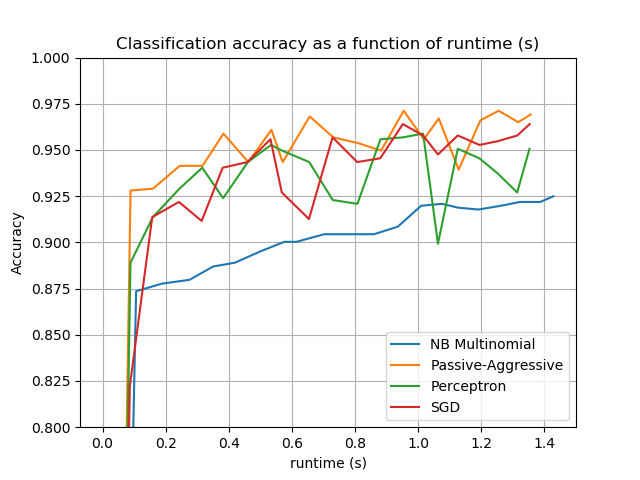 Classification accuracy as a function of runtime (s)
1.000
0.975
0.950
0.925
0.900
0.875
0.850
0.825
0.800
Accuracy
NB Multinomial
Passive-Aggressive
Perceptron
SGD
0.0 0.2 0.4 0.6 0.8 1.0 1.2 1.4
runtime (s)